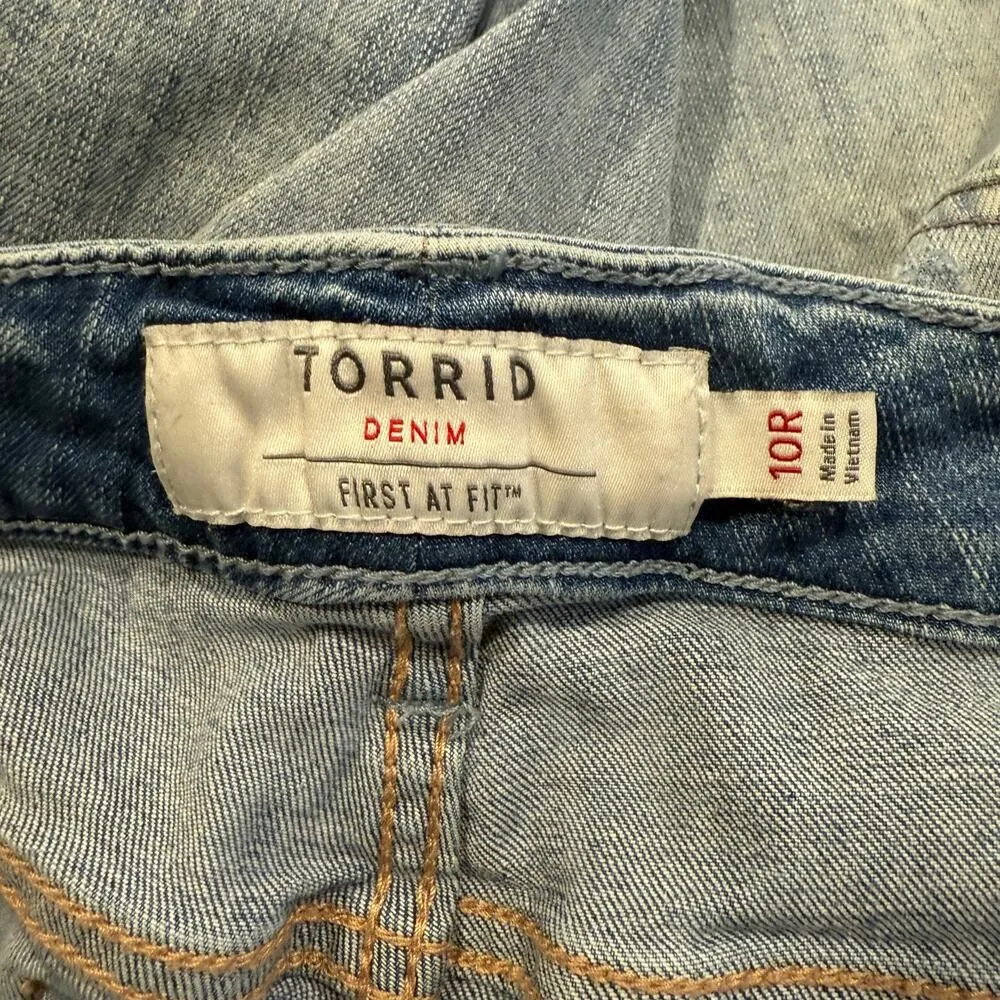 TORRID
DENIM
FIRST AT FIT™
10R
Made in
Vietnam